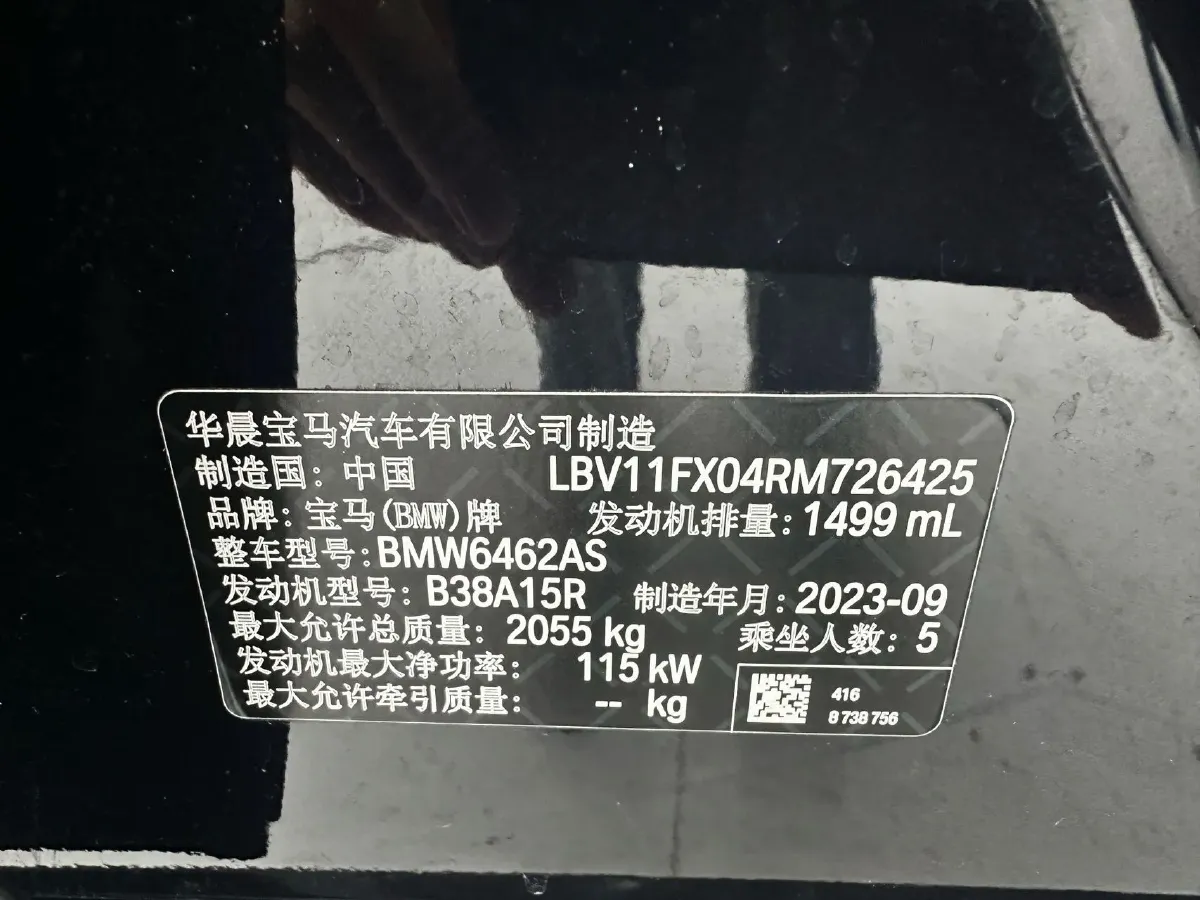 华晨宝马汽车有限公司制造
制造国：中国 LBV11FX04RM726425
品牌：宝马(BMW)牌 发动机排量：1499 mL
整车型号：BMW6462AS
发动机型号：B38A15R 制造年月：2023-09
最大允许总质量：2055 kg 乘坐人数：5
发动机最大净功率：115 kW
最大允许牵引质量：-- kg
416
8 738 756